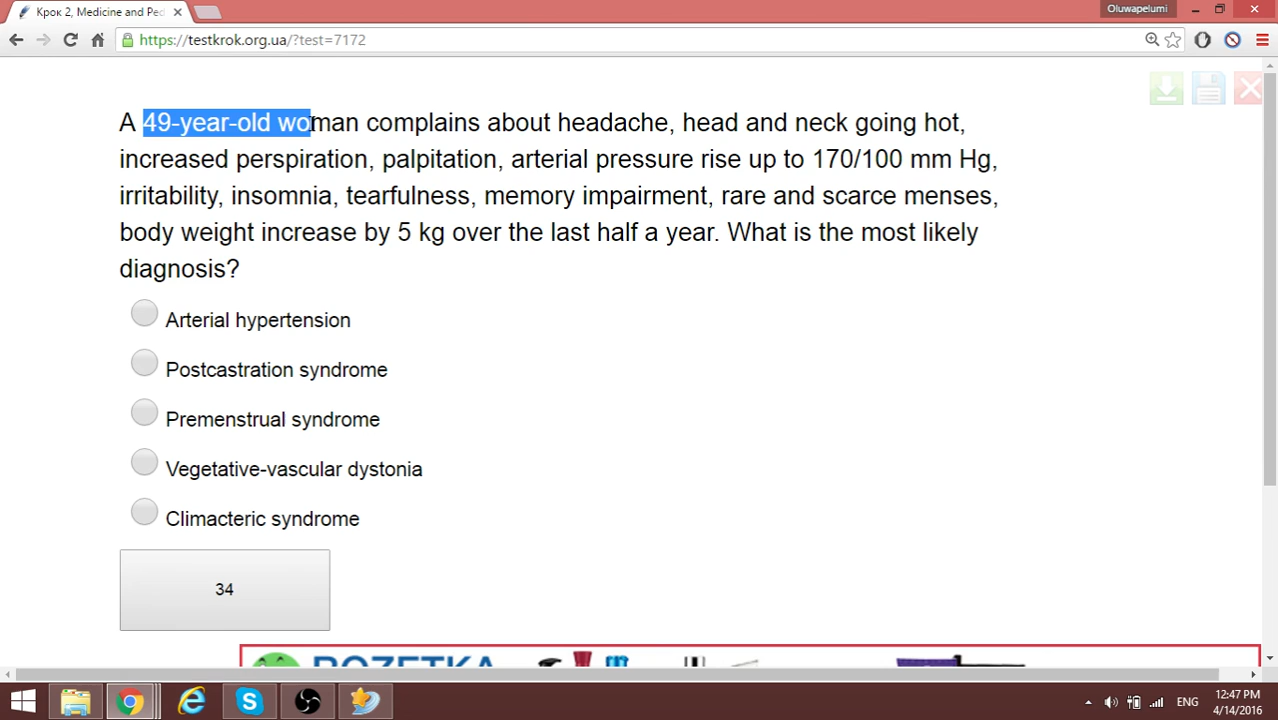 Крок 2, Medicine and Ped
Oluwapelumi
https://testkrok.org.ua/?test=7172
A 49-year-old woman complains about headache, head and neck going hot,
increased perspiration, palpitation, arterial pressure rise up to 170/100 mm Hg,
irritability, insomnia, tearfulness, memory impairment, rare and scarce menses,
body weight increase by 5 kg over the last half a year. What is the most likely
diagnosis?
Arterial hypertension
Postcastration syndrome
Premenstrual syndrome
Vegetative-vascular dystonia
Climacteric syndrome
34
ROZETKA
ENG
12:47 PM
4/14/2016